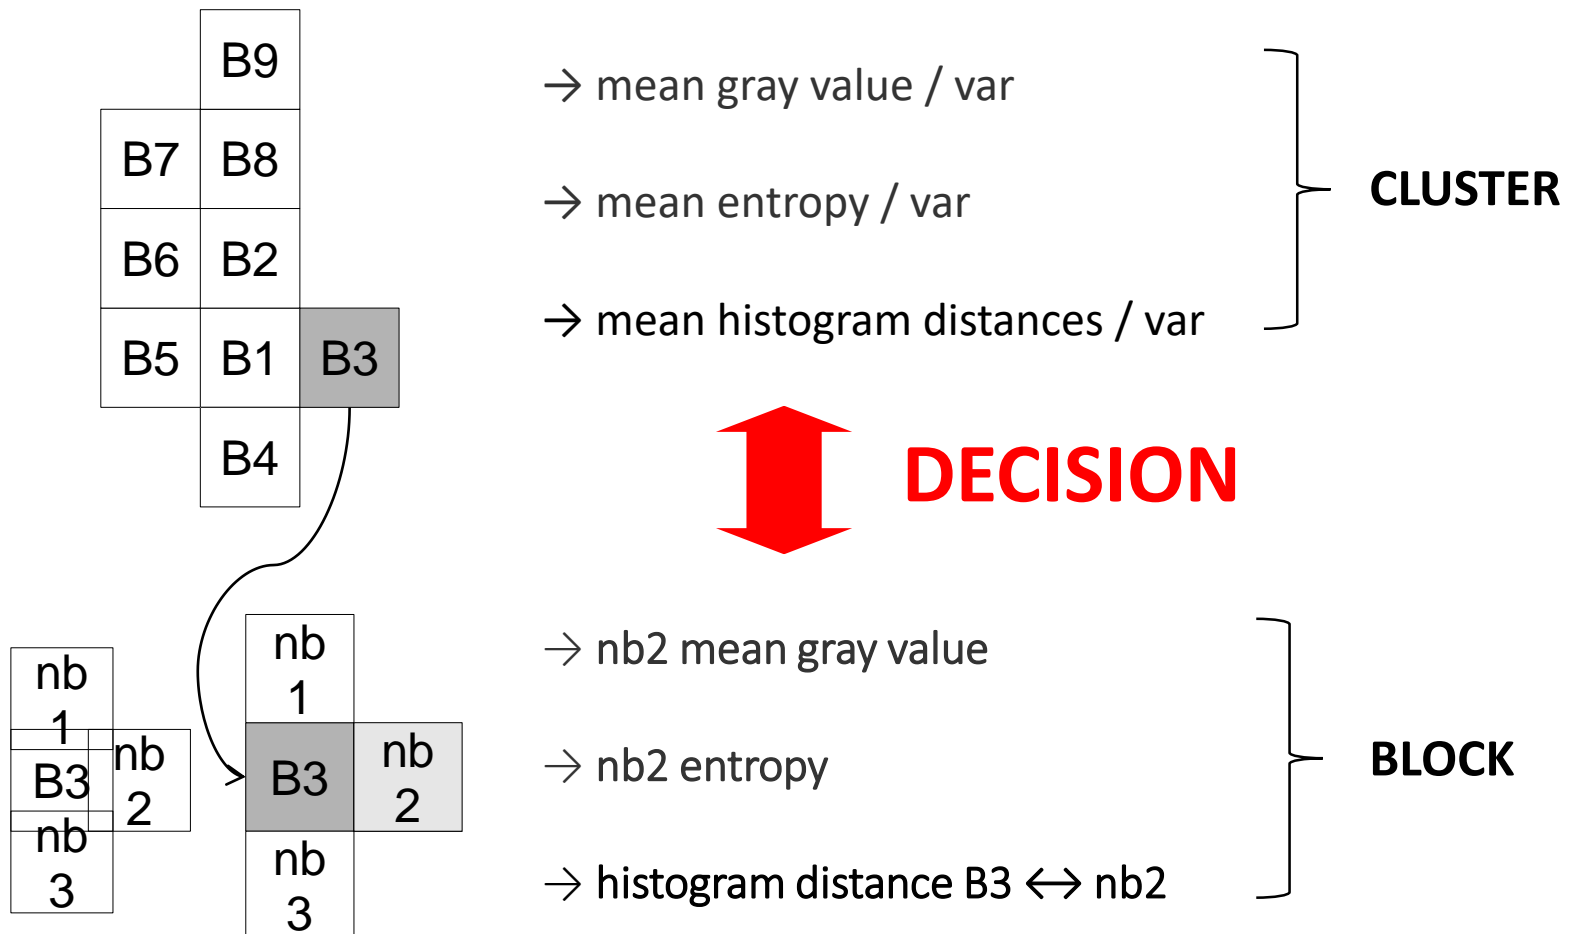 B9
→ mean gray value / var
B7 B8
→ mean entropy / var
CLUSTER
B6 B2
→ mean histogram distances / var
B5 B1 B3
B4
DECISION
nb
1
B3
nb
2
nb
3
nb
1
B3
nb
2
nb
3
→ nb2 mean gray value
→ nb2 entropy
BLOCK
→ histogram distance B3 ↔ nb2